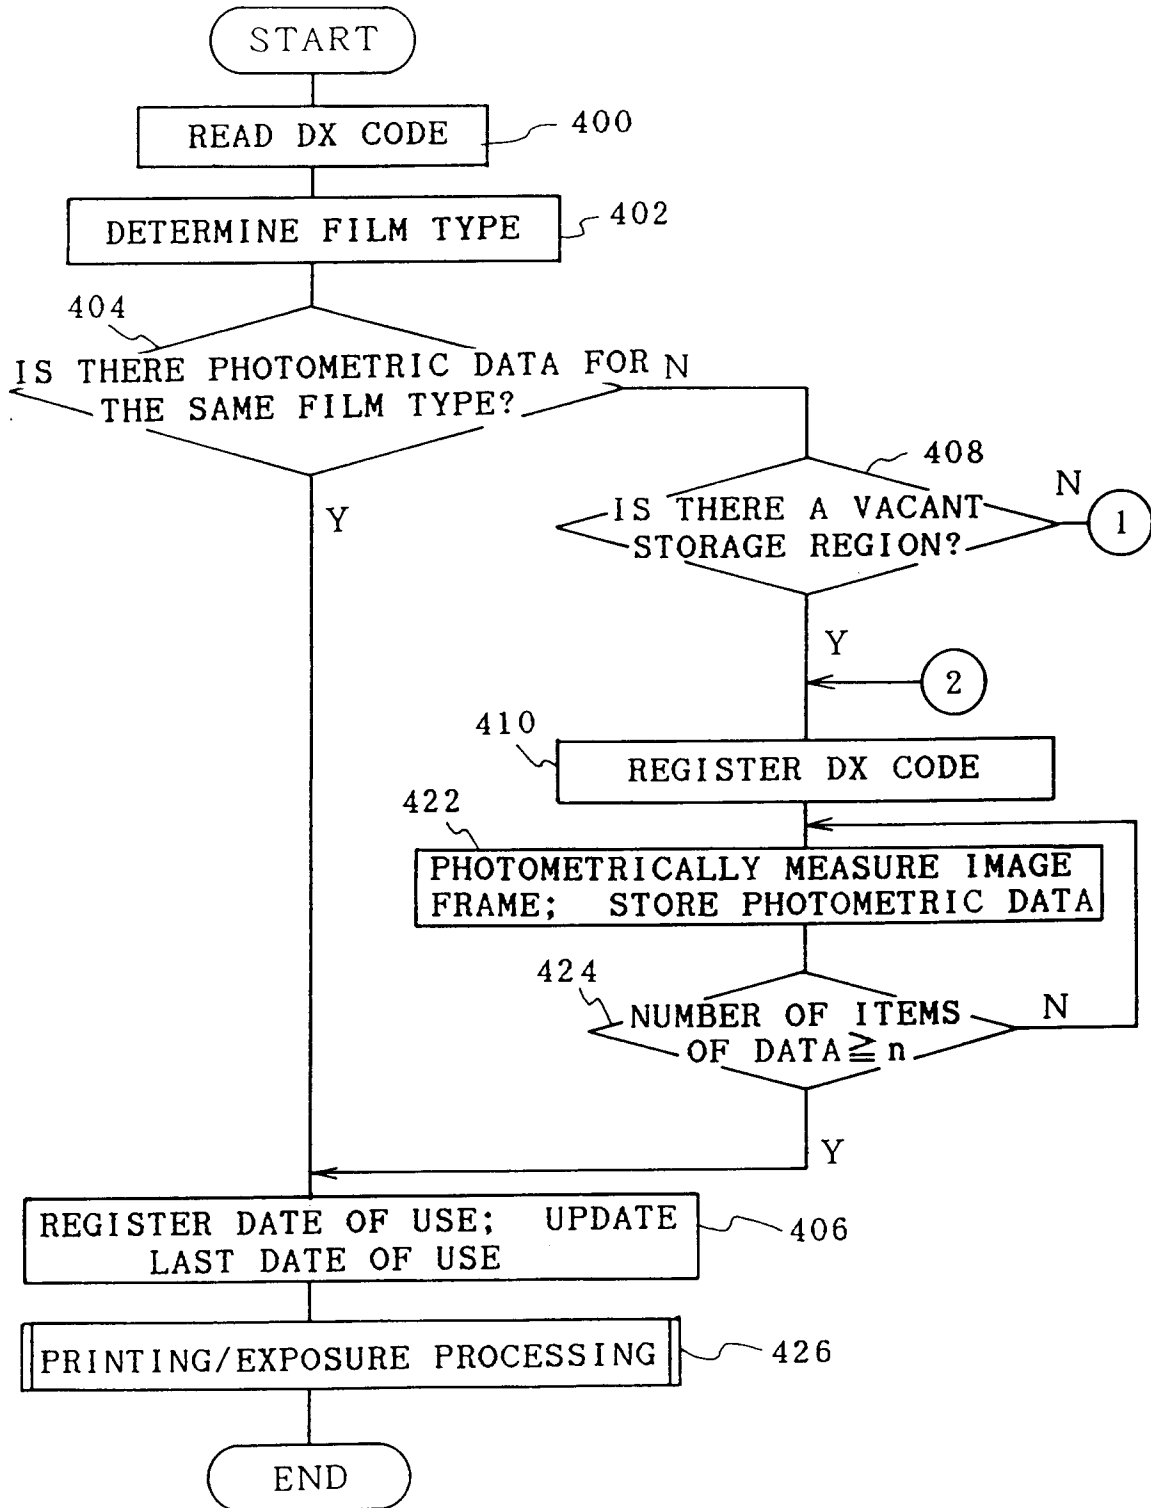 START
READ DX CODE
400
DETERMINE FILM TYPE
402
404
IS THERE PHOTOMETRIC DATA FOR
THE SAME FILM TYPE?
N
Y
408
IS THERE A VACANT
STORAGE REGION?
N
1
Y
2
410
REGISTER DX CODE
422
PHOTOMETRICALLY MEASURE IMAGE
FRAME; STORE PHOTOMETRIC DATA
424
NUMBER OF ITEMS
OF DATA≧n
N
Y
REGISTER DATE OF USE; UPDATE
LAST DATE OF USE
406
PRINTING/EXPOSURE PROCESSING
426
END